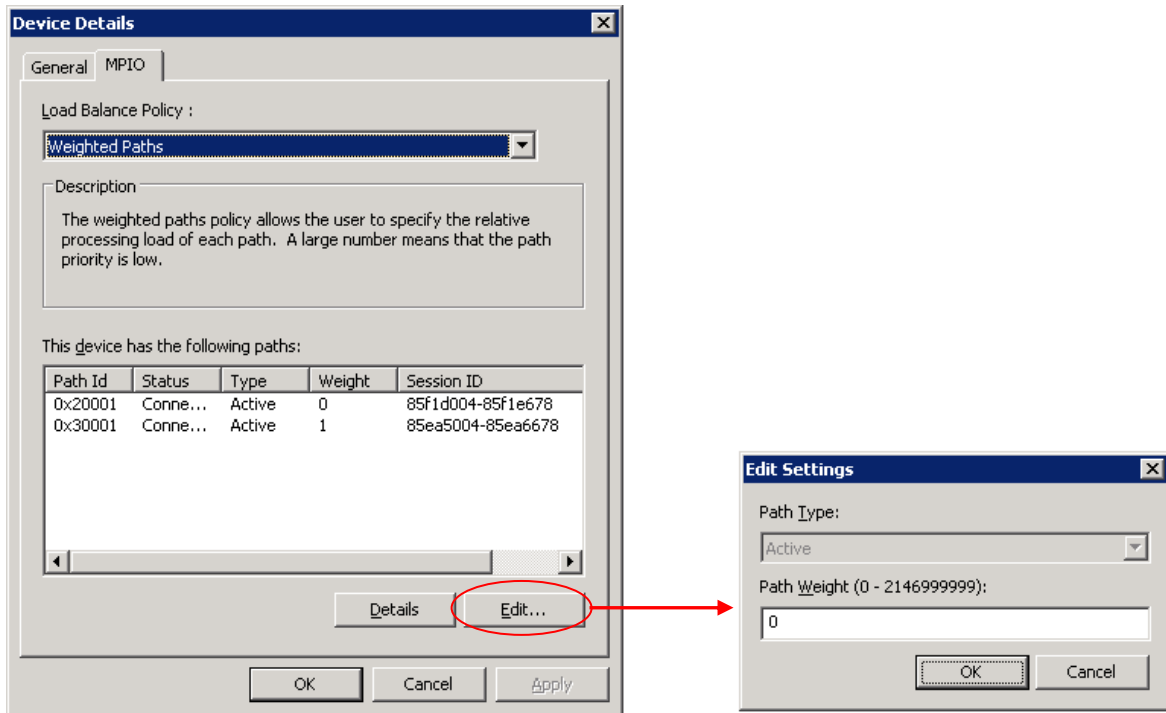 Device Details
General MPIO
Load Balance Policy :
Weighted Paths
Description
The weighted paths policy allows the user to specify the relative
processing load of each path. A large number means that the path
priority is low.
This device has the following paths:
Path Id Status Type Weight Session ID
0x20001 Conne... Active 0 85f1d004-85f1e678
0x30001 Conne... Active 1 85ea5004-85ea6678
Details Edit...
OK Cancel Apply
Edit Settings
Path Type:
Active
Path Weight (0 - 2146999999):
0
OK Cancel